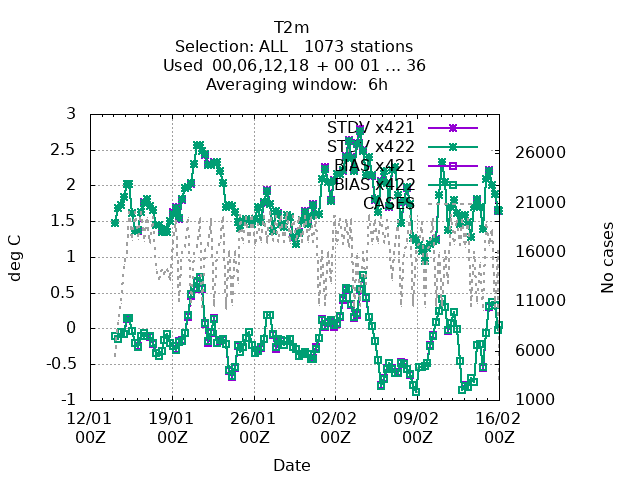 T2m
Selection: ALL   1073 stations
Used  00,06,12,18 + 00 01 ... 36
Averaging window:  6h
STDV x421
STDV x422
BIAS x421
BIAS x422
CASES
3
2.5
2
1.5
1
0.5
0
-0.5
-1
deg C
26000
21000
16000
11000
6000
1000
No cases
12/01 19/01 26/01 02/02 09/02 16/02
00Z 00Z 00Z 00Z 00Z 00Z
Date